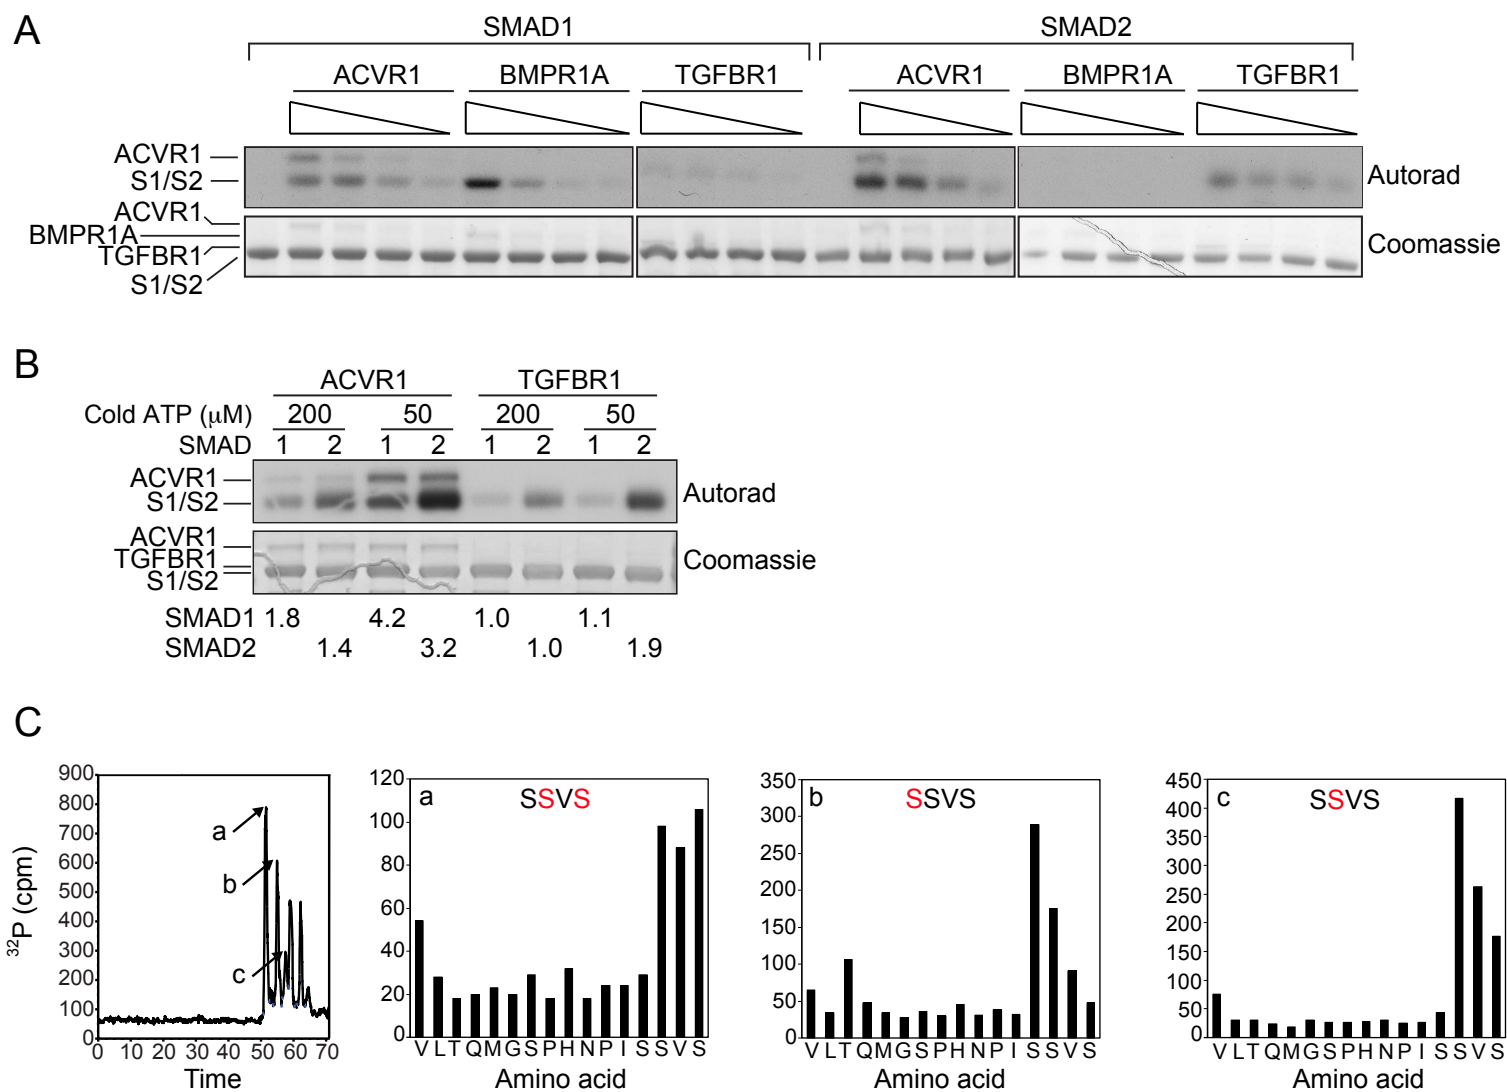 A
SMAD1 SMAD2
ACVR1 BMPR1A TGFBR1 ACVR1 BMPR1A TGFBR1
ACVR1
S1/S2
Autorad
ACVR1
BMPR1A
TGFBR1
S1/S2
Coomassie
B
ACVR1 TGFBR1
Cold ATP (μM) 200 50 200 50
SMAD 1 2 1 2 1 2 1 2
ACVR1
S1/S2
Autorad
ACVR1
TGFBR1
S1/S2
Coomassie
SMAD1 1.8 4.2 1.0 1.1
SMAD2 1.4 3.2 1.0 1.9
C
32P (cpm)
900
800
700
600
500
400
300
200
100
0
a
b
c
0 10 20 30 40 50 60 70
Time
120
100
80
60
40
20
0
a
SSVS
V L T Q M G S P H N P I S S V S
Amino acid
350
300
250
200
150
100
50
0
b
SSVS
V L T Q M G S P H N P I S S V S
Amino acid
450
400
350
300
250
200
150
100
50
0
c
SSVS
V L T Q M G S P H N P I S S V S
Amino acid